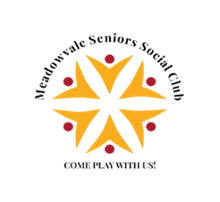 Meadowvale Seniors Social Club
COME PLAY WITH US!